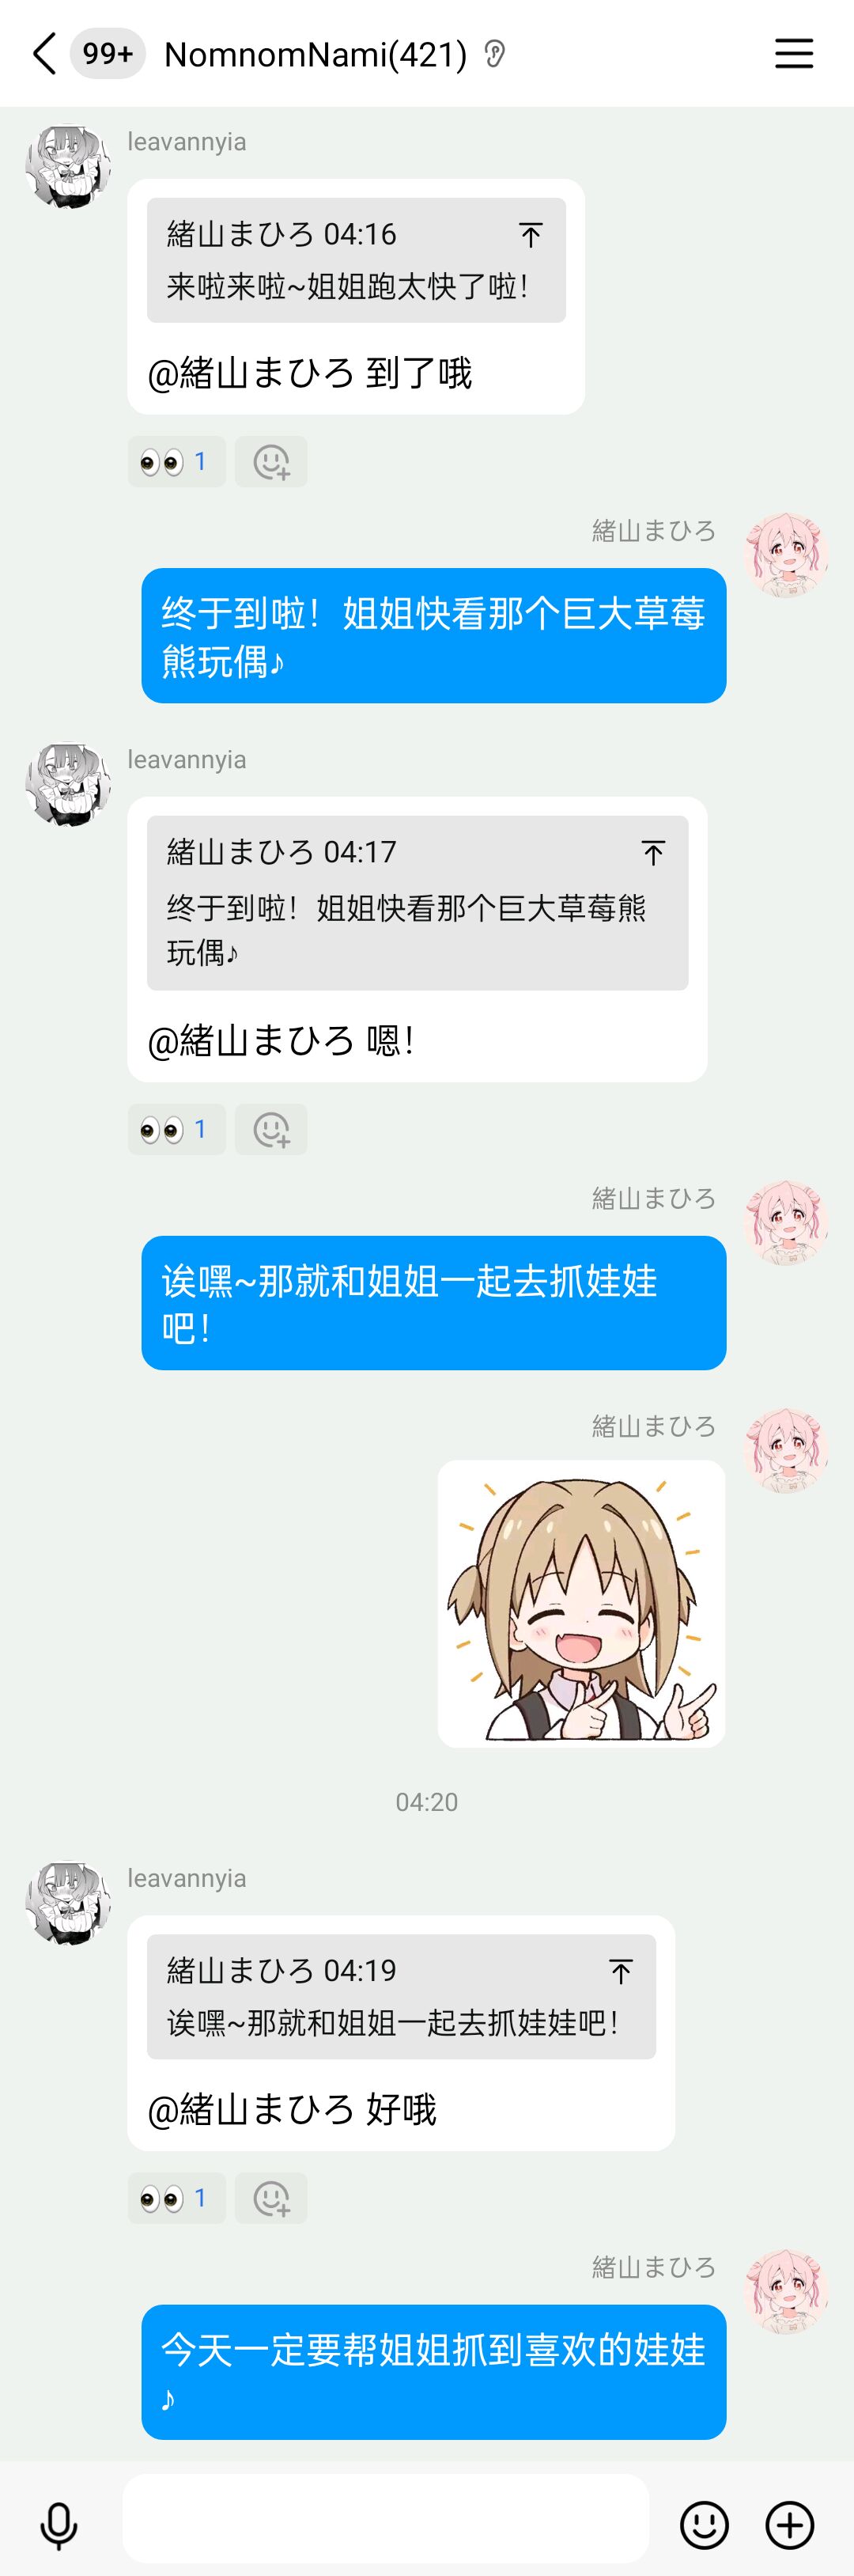 99+ NomnomNami(421)
leavannyia
緒山まひろ 04:16
来啦来啦~姐姐跑太快了啦！
@緒山まひろ 到了哦
👀 1
緒山まひろ
终于到啦！姐姐快看那个巨大草莓
熊玩偶♪
leavannyia
緒山まひろ 04:17
终于到啦！姐姐快看那个巨大草莓熊
玩偶♪
@緒山まひろ 嗯！
👀 1
緒山まひろ
诶嘿~那就和姐姐一起去抓娃娃
吧！
緒山まひろ
04:20
leavannyia
緒山まひろ 04:19
诶嘿~那就和姐姐一起去抓娃娃吧！
@緒山まひろ 好哦
👀 1
緒山まひろ
今天一定要帮姐姐抓到喜欢的娃娃
♪